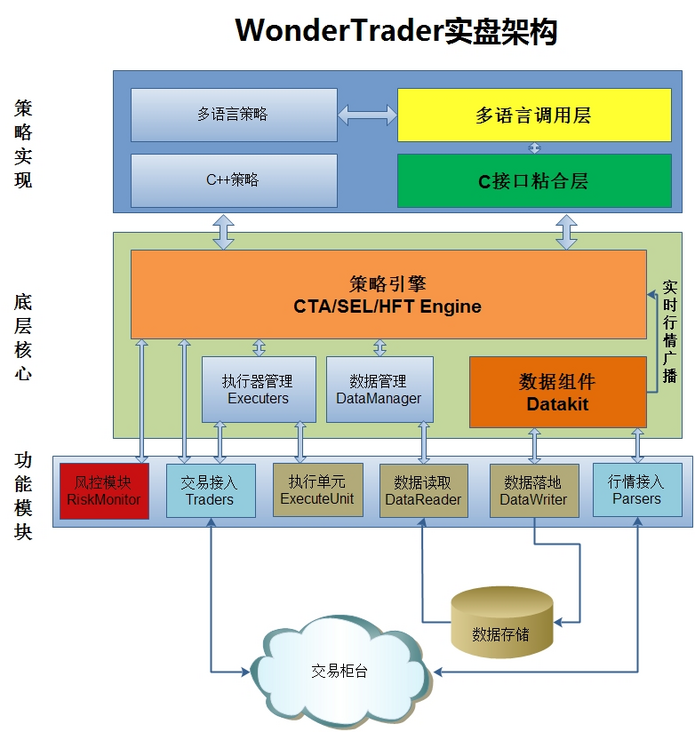 WonderTrader实盘架构
策略实现
多语言策略
多语言调用层
C++策略
C接口粘合层
底层核心
策略引擎
CTA/SEL/HFT Engine
实时行情广播
执行器管理
Executers
数据管理
DataManager
数据组件
Datakit
功能模块
风控模块
RiskMonitor
交易接入
Traders
执行单元
ExecuteUnit
数据读取
DataReader
数据落地
DataWriter
行情接入
Parsers
数据存储
交易柜台